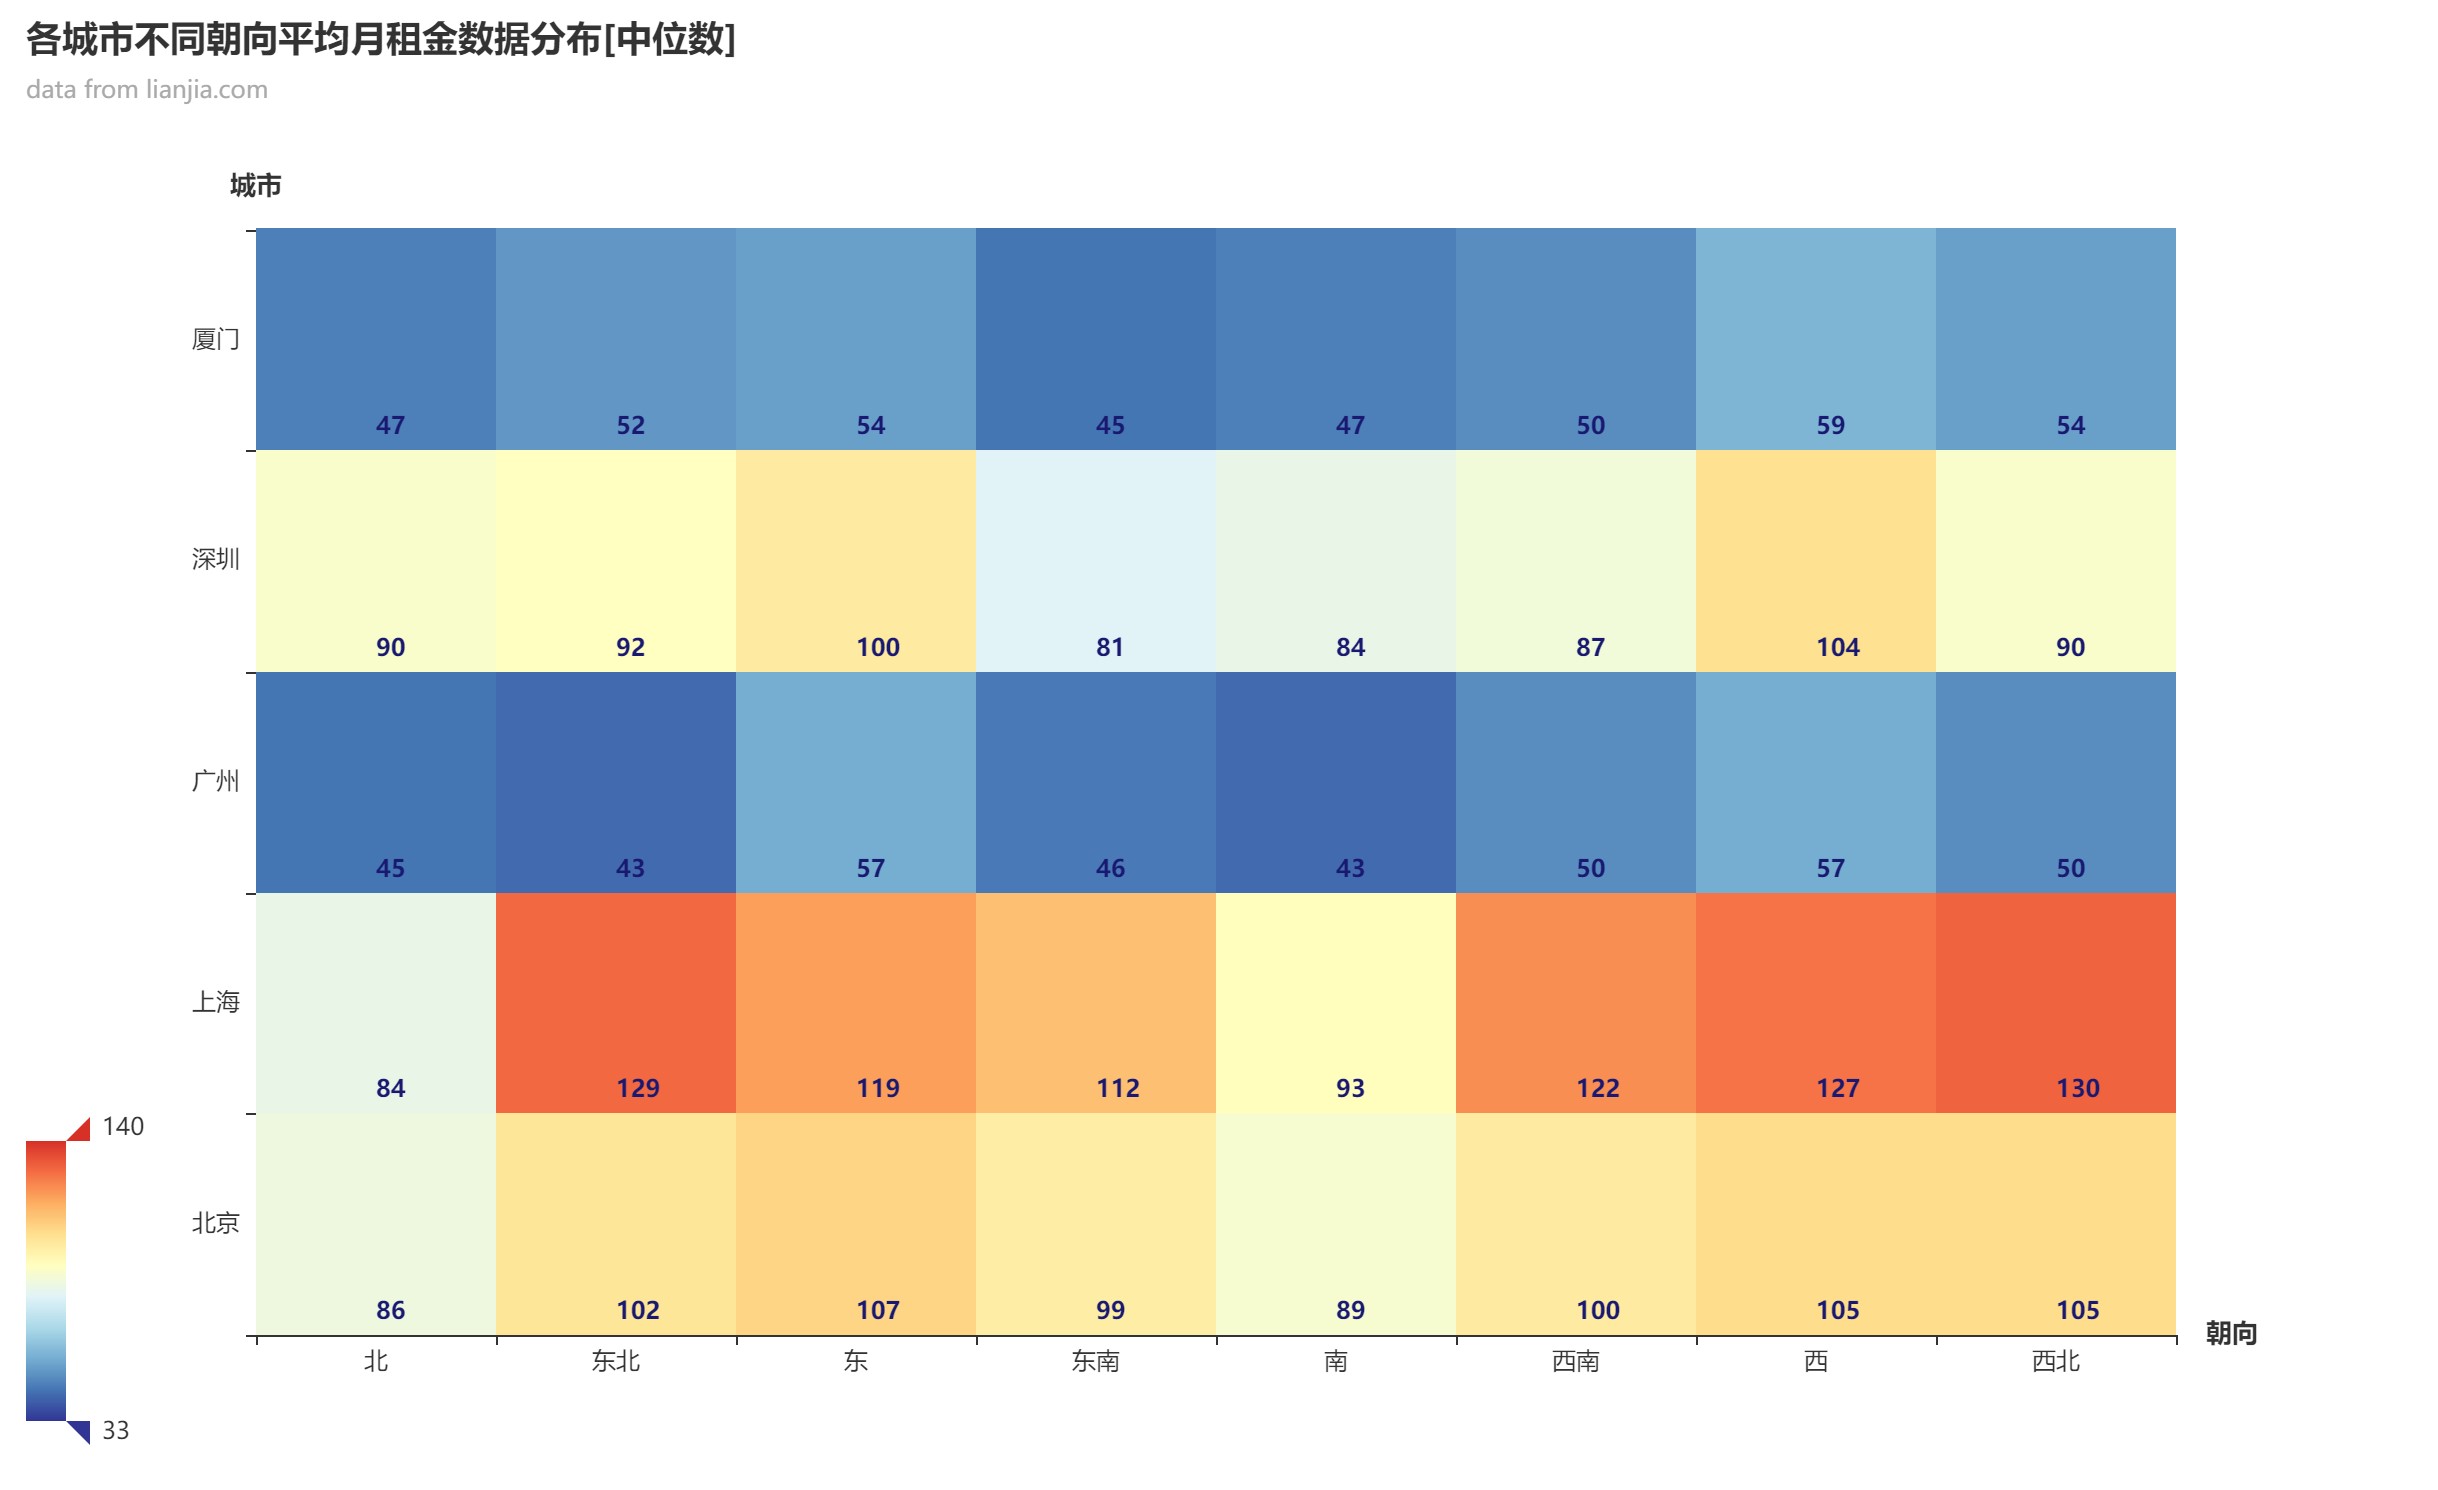 各城市不同朝向平均月租金数据分布[中位数]
data from lianjia.com
城市
厦门 47 52 54 45 47 50 59 54
深圳 90 92 100 81 84 87 104 90
广州 45 43 57 46 43 50 57 50
上海 84 129 119 112 93 122 127 130
北京 86 102 107 99 89 100 105 105
北 东北 东 东南 南 西南 西 西北
朝向
140
33